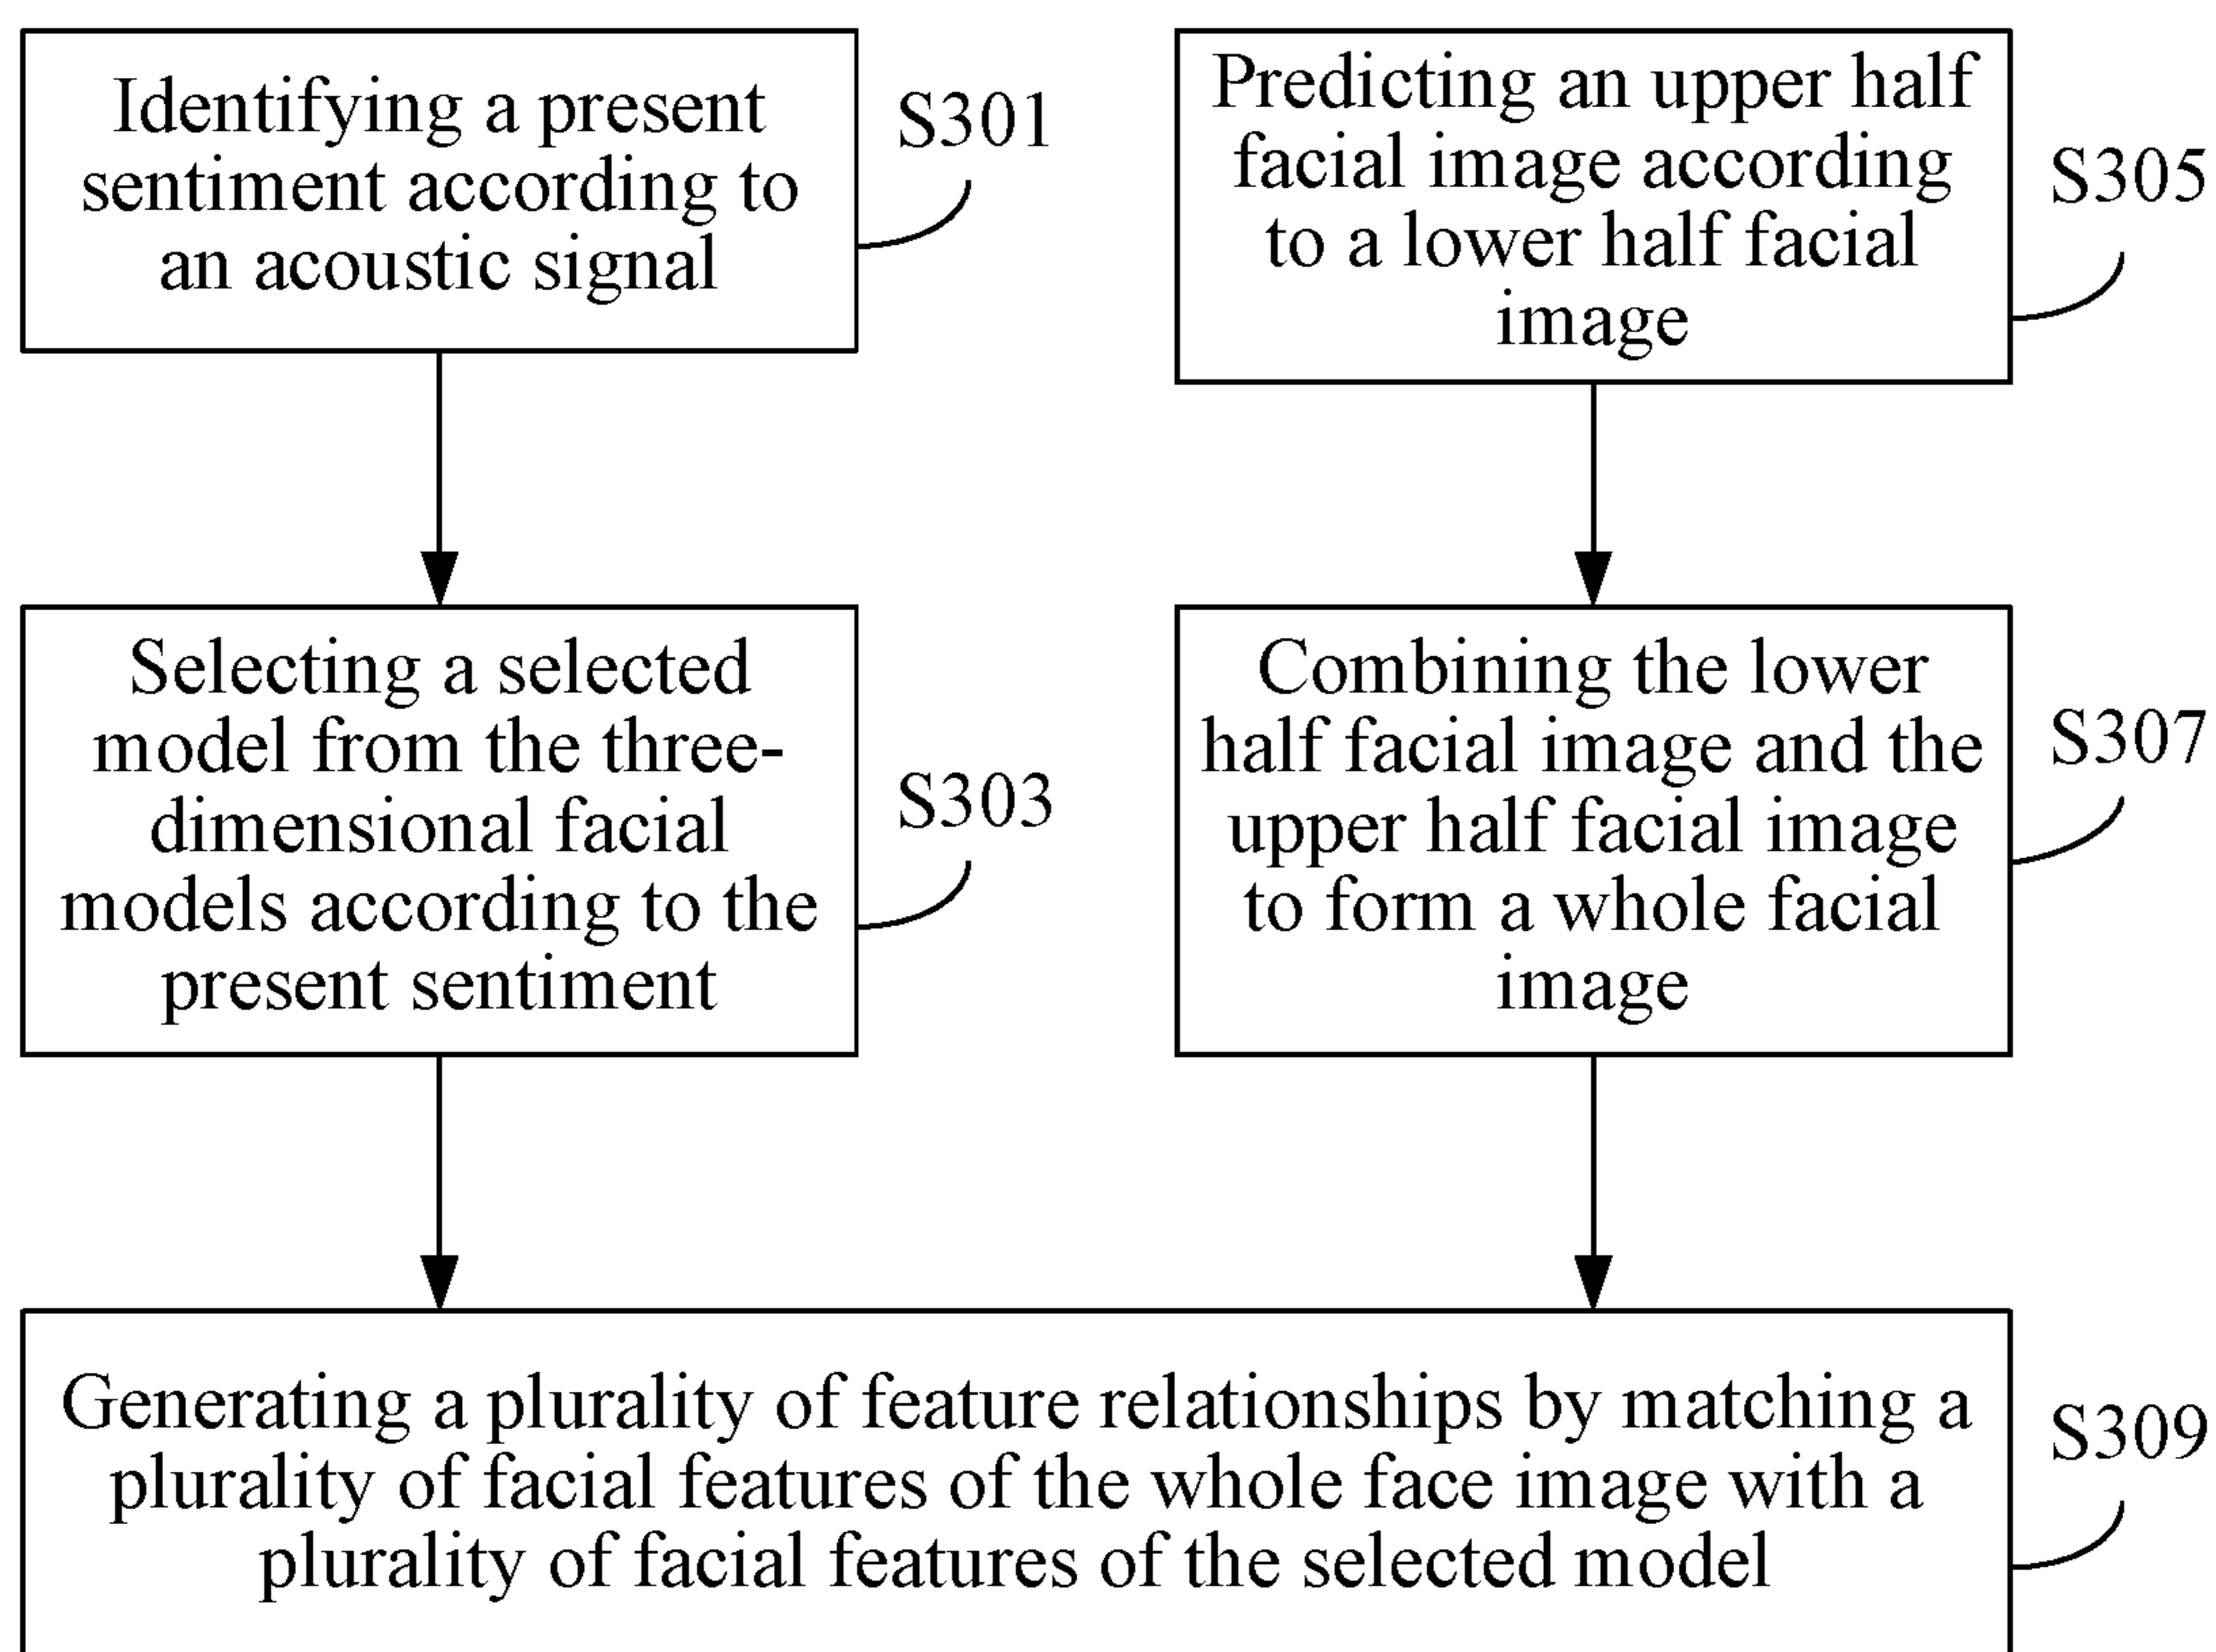 Identifying a present
sentiment according to
an acoustic signal
S301
Predicting an upper half
facial image according
to a lower half facial
image
S305
Selecting a selected
model from the three-
dimensional facial
models according to the
present sentiment
S303
Combining the lower
half facial image and the
upper half facial image
to form a whole facial
image
S307
Generating a plurality of feature relationships by matching a
plurality of facial features of the whole face image with a
plurality of facial features of the selected model
S309